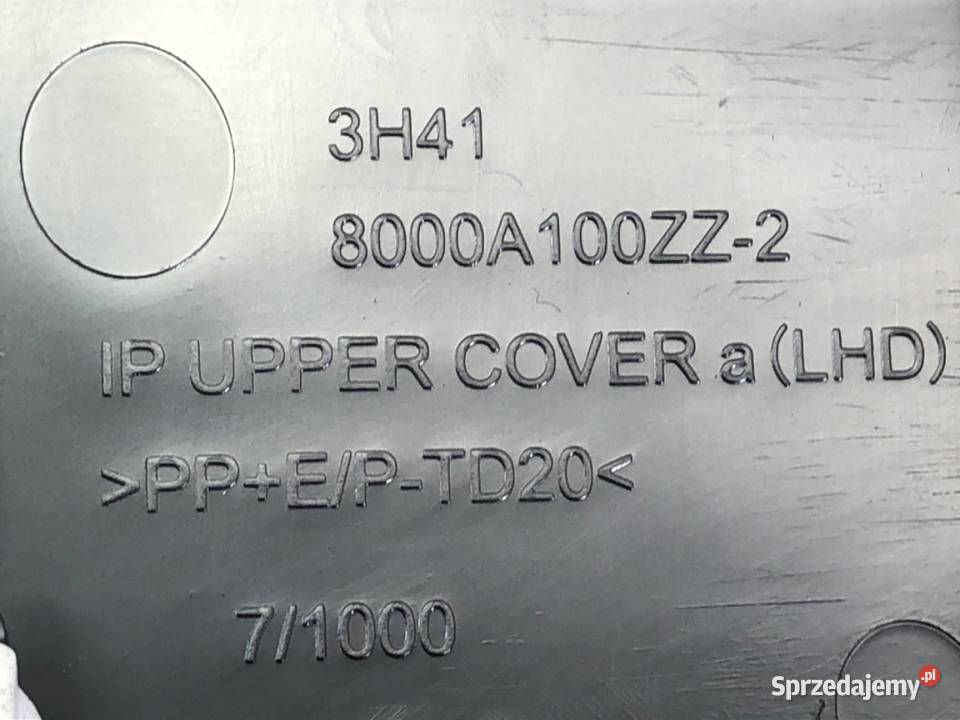 3H41
8000A100ZZ-2
IP UPPER COVER a (LHD)
>PP+E/P-TD20<
7/1000
Sprzedajemy.pl